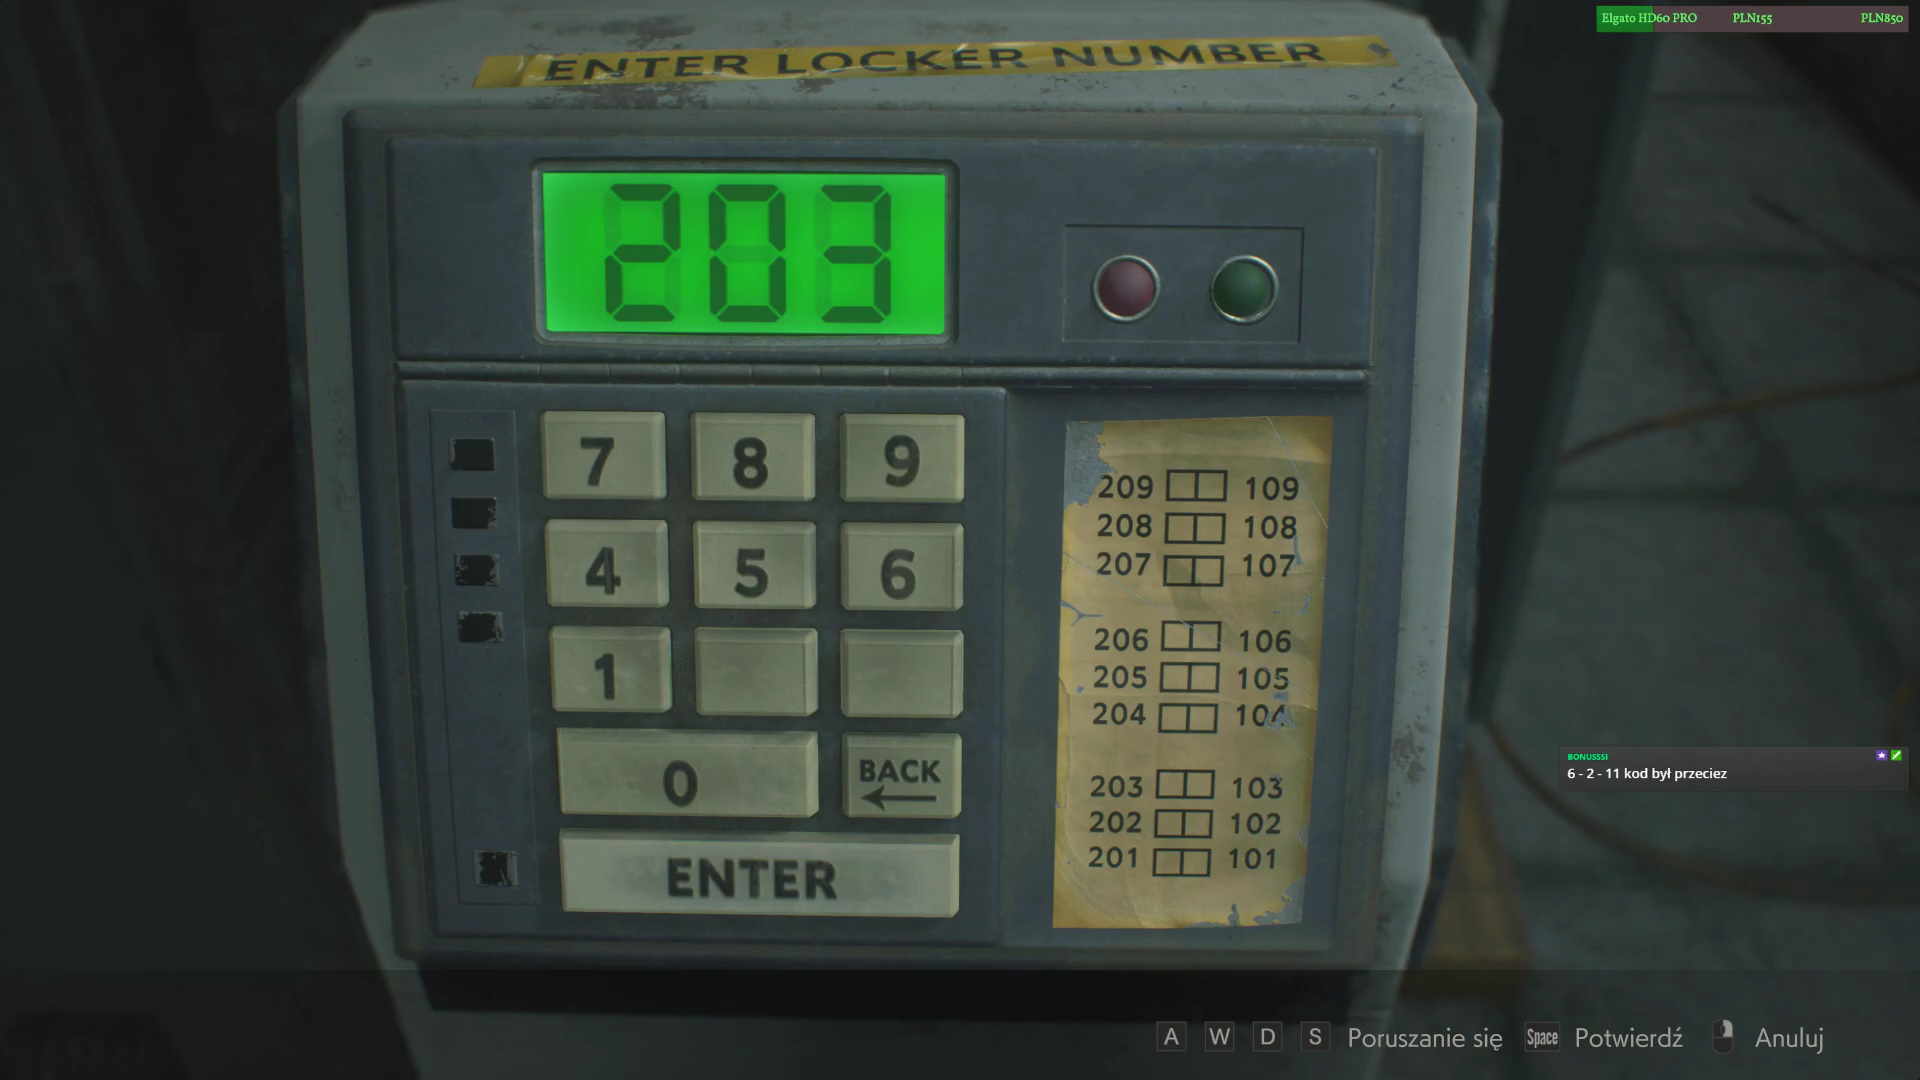 Elgato HD60 PRO PLN155 PLN850
ENTER LOCKER NUMBER
203
7 8 9
4 5 6
1
0 BACK
ENTER
209 109
208 108
207 107
206 106
205 105
204 104
203 103
202 102
201 101
BONUSSSI
6 - 2 - 11 kod był przeciez
A W D S Poruszanie się Space Potwierdź Anuluj